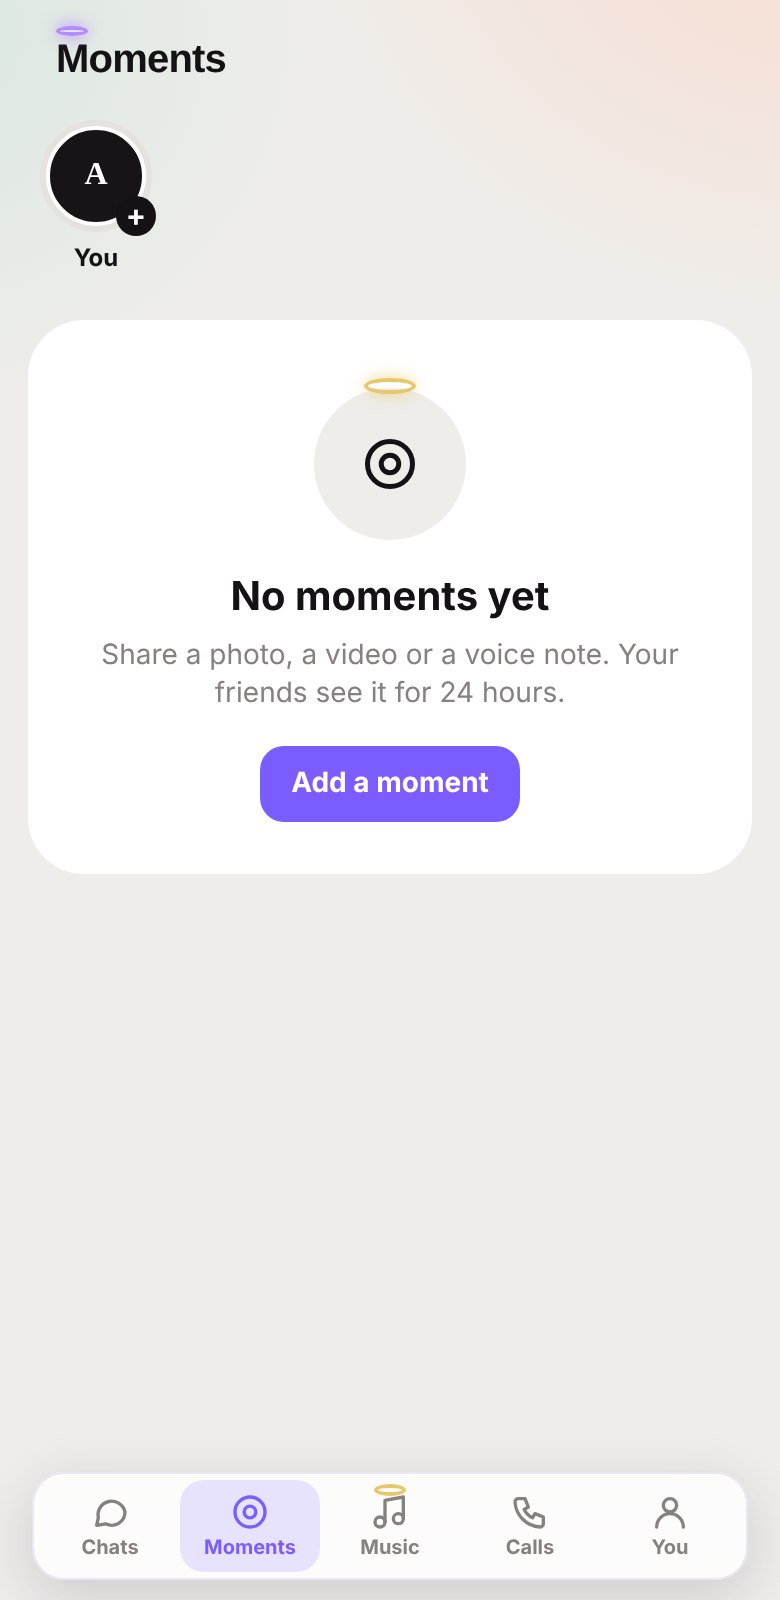 Moments
A
+
You
No moments yet
Share a photo, a video or a voice note. Your
friends see it for 24 hours.
Add a moment
Chats
Moments
Music
Calls
You